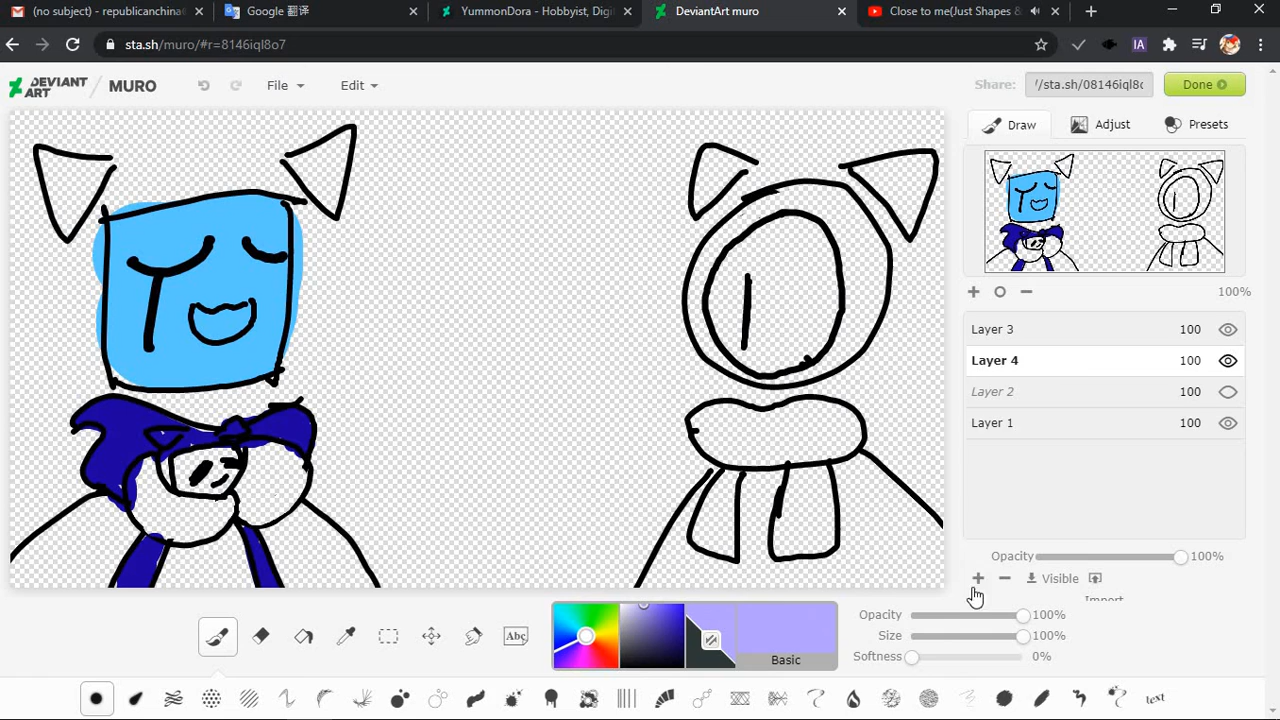 (no subject) - republicanchina
Google 翻译
YummonDora - Hobbyist, Digi
DeviantArt muro
Close to me(Just Shapes &
sta.sh/muro/#r=8146iql8o7
IA
DEVIANT ART
MURO
File
Edit
Share:
//sta.sh/08146iql8c
Done
Draw
Adjust
Presets
100%
Layer 3 100
Layer 4 100
Layer 2 100
Layer 1 100
Opacity 100%
Visible
Import
Abc
Basic
Opacity 100%
Size 100%
Softness 0%
text